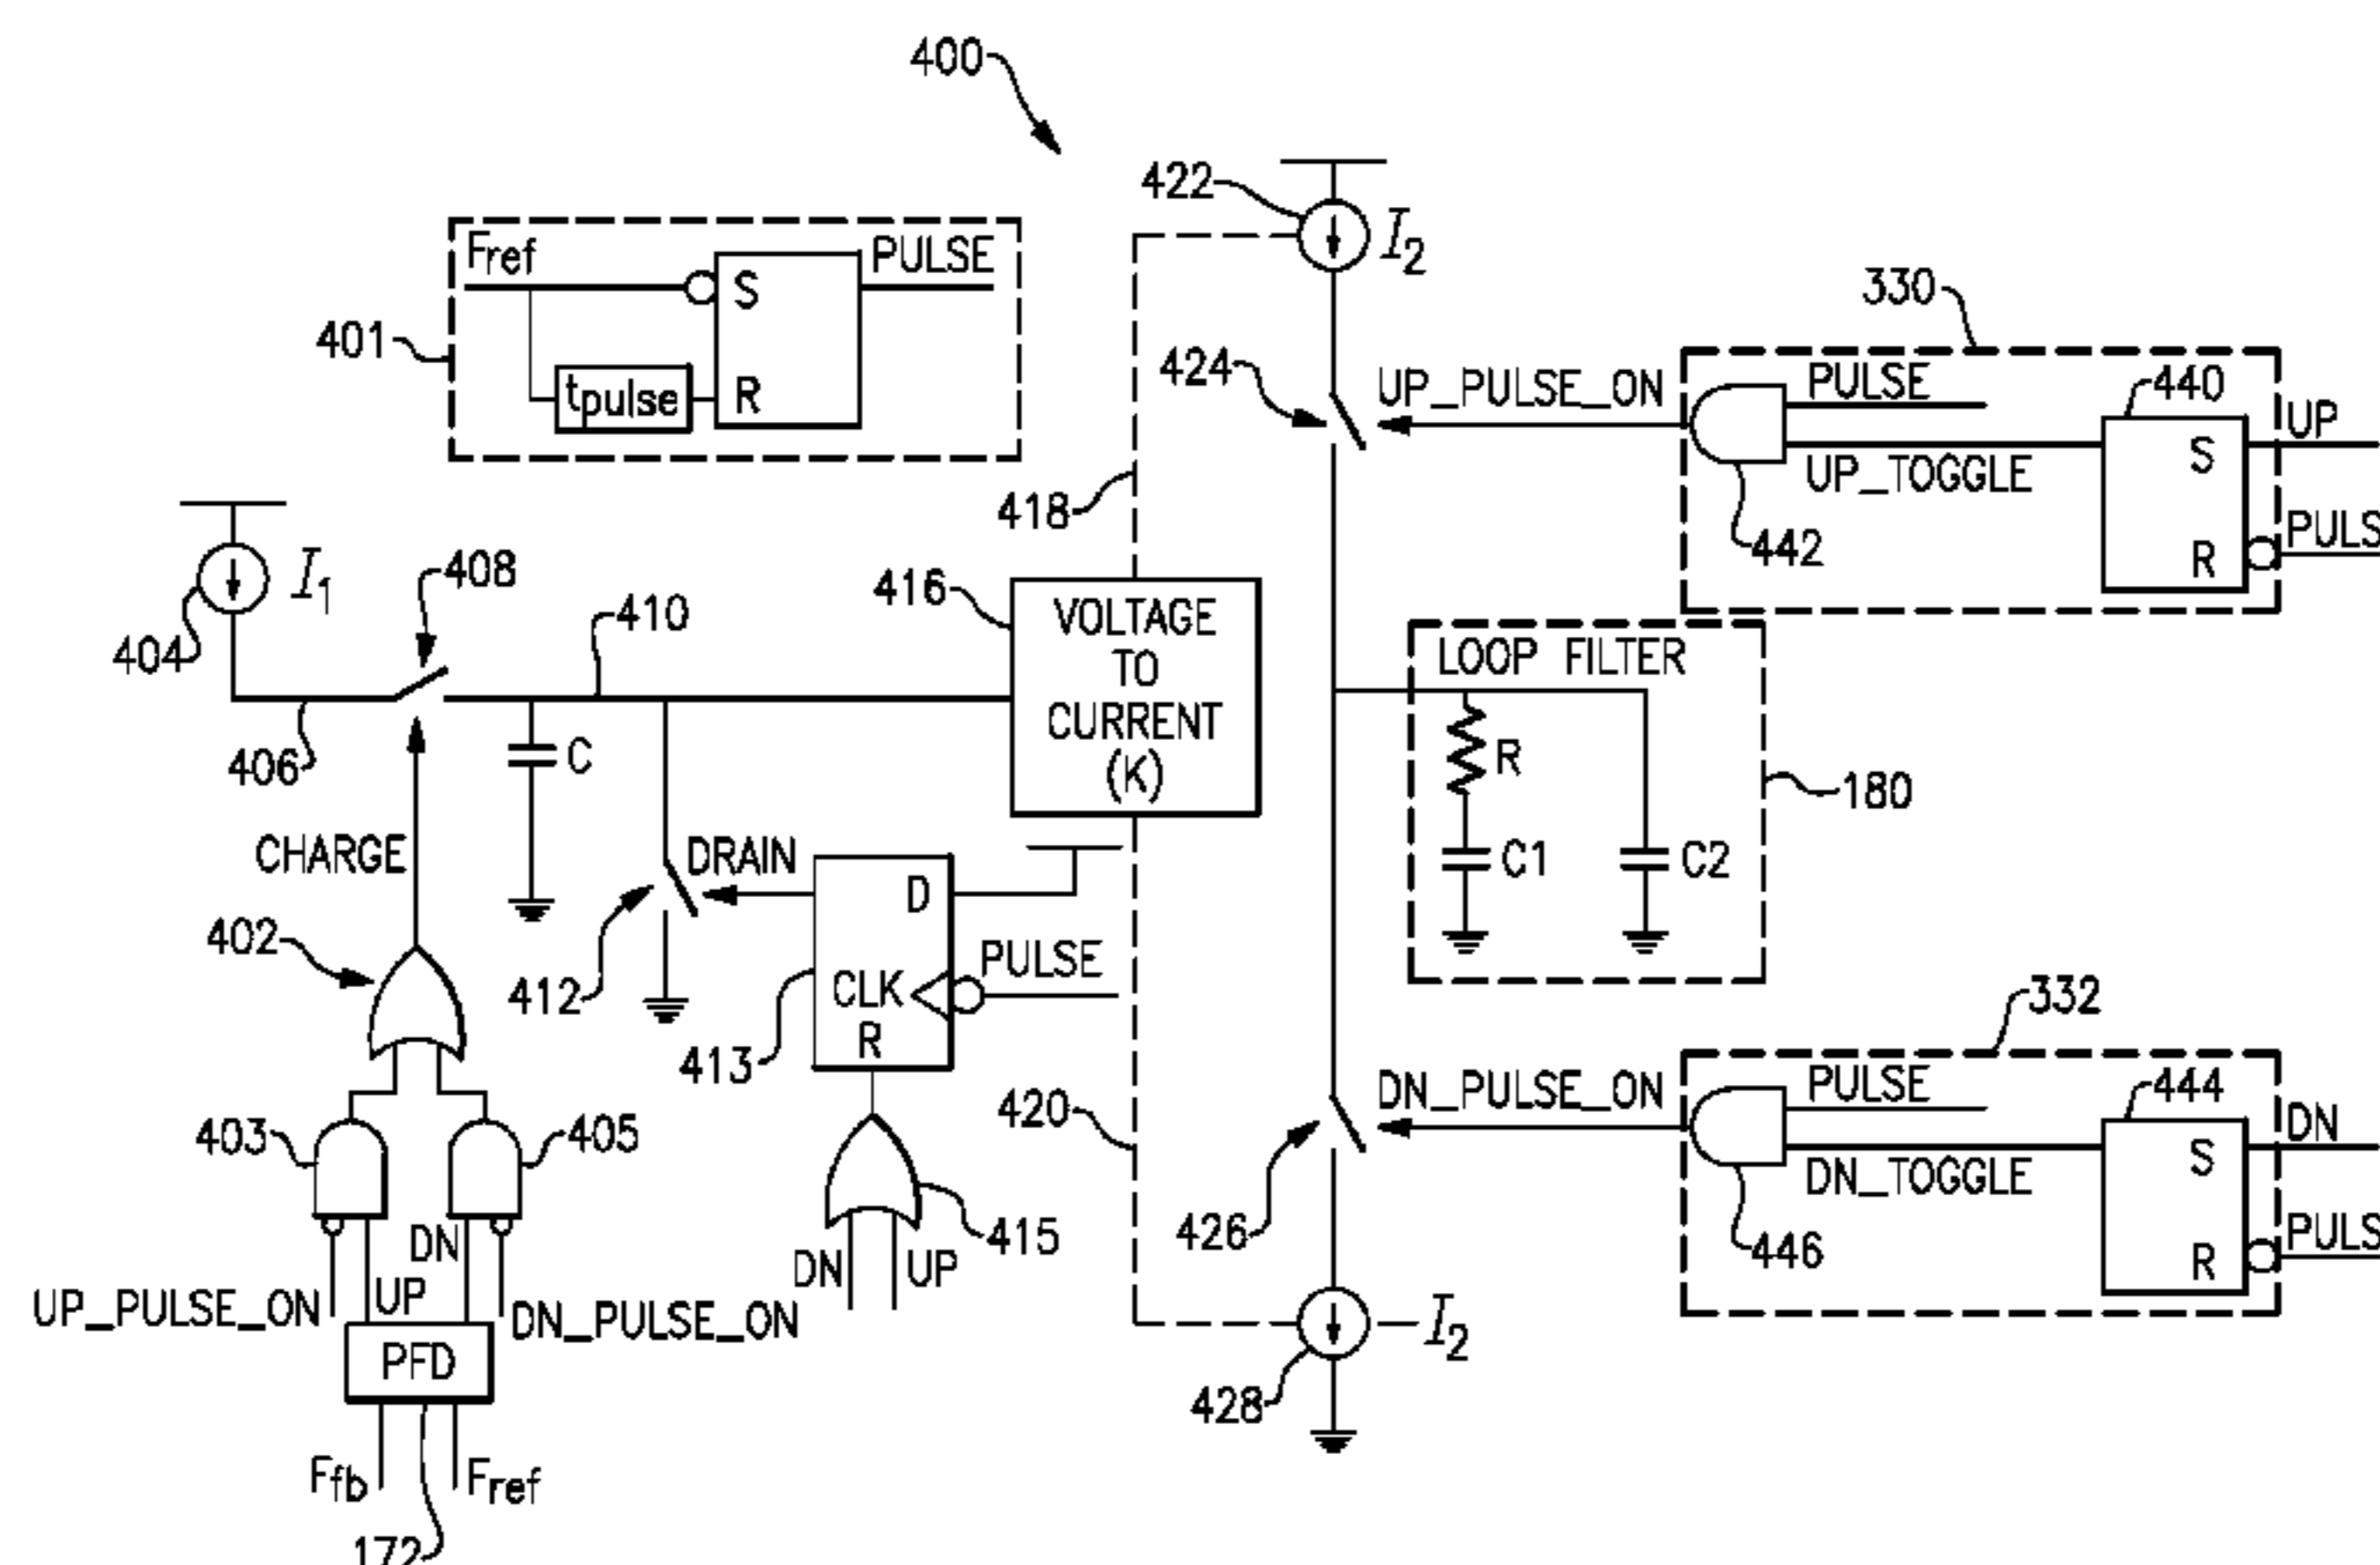 400
422
I2
Fref
PULSE
S
R
tpulse
401
330
424
UP_PULSE_ON
PULSE
440
UP
S
UP_TOGGLE
R
PULS
442
418
I1
408
404
406
410
416
VOLTAGE
TO
CURRENT
(K)
LOOP FILTER
R
C1
C2
180
C
CHARGE
DRAIN
D
PULSE
CLK
R
402
412
413
332
DN_PULSE_ON
PULSE
444
DN
S
DN_TOGGLE
R
PULS
446
420
403
405
DN
UP
UP_PULSE_ON
DN_PULSE_ON
PFD
415
DN
UP
426
I2
428
Ffb
Fref
172